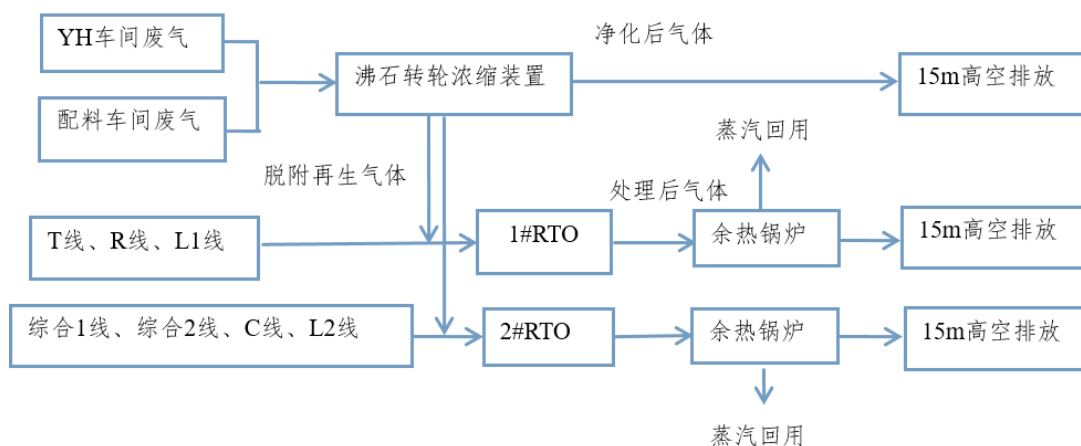 YH车间废气
净化后气体
沸石转轮浓缩装置
15m高空排放
配料车间废气
蒸汽回用
脱附再生气体
处理后气体
T线、R线、L1线
1#RTO
余热锅炉
15m高空排放
综合1线、综合2线、C线、L2线
2#RTO
余热锅炉
15m高空排放
蒸汽回用